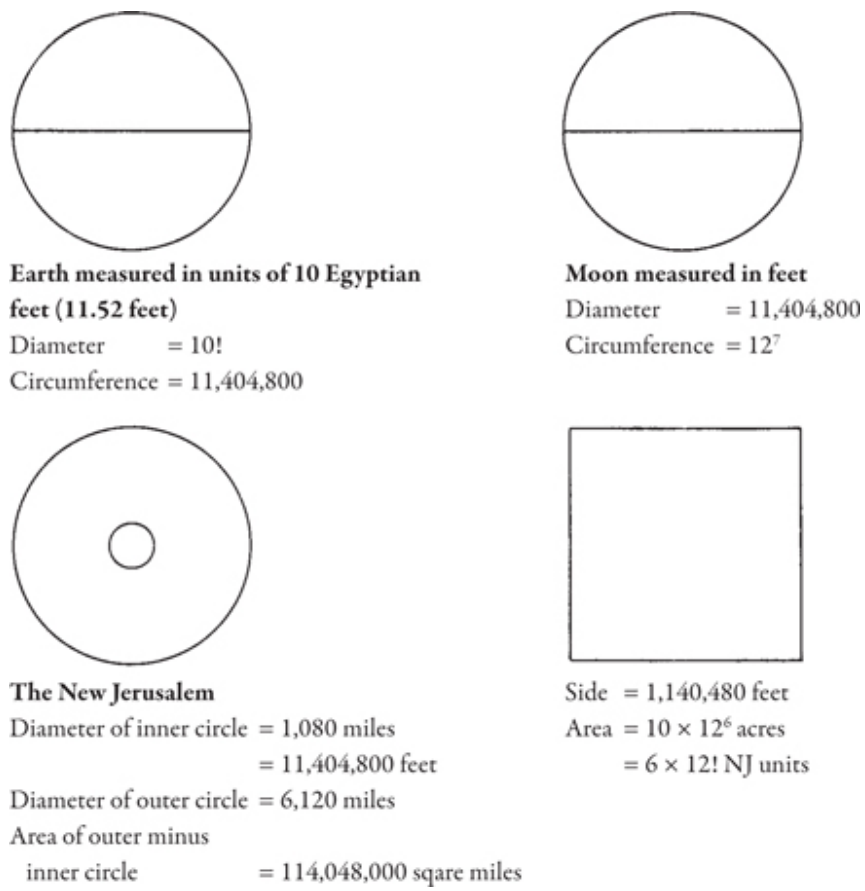 Earth measured in units of 10 Egyptian
feet (11.52 feet)
Diameter = 10!
Circumference = 11,404,800
Moon measured in feet
Diameter = 11,404,800
Circumference = 12⁷
The New Jerusalem
Diameter of inner circle = 1,080 miles
= 11,404,800 feet
Diameter of outer circle = 6,120 miles
Area of outer minus
inner circle = 114,048,000 sqare miles
Side = 1,140,480 feet
Area = 10 × 12⁶ acres
= 6 × 12! NJ units